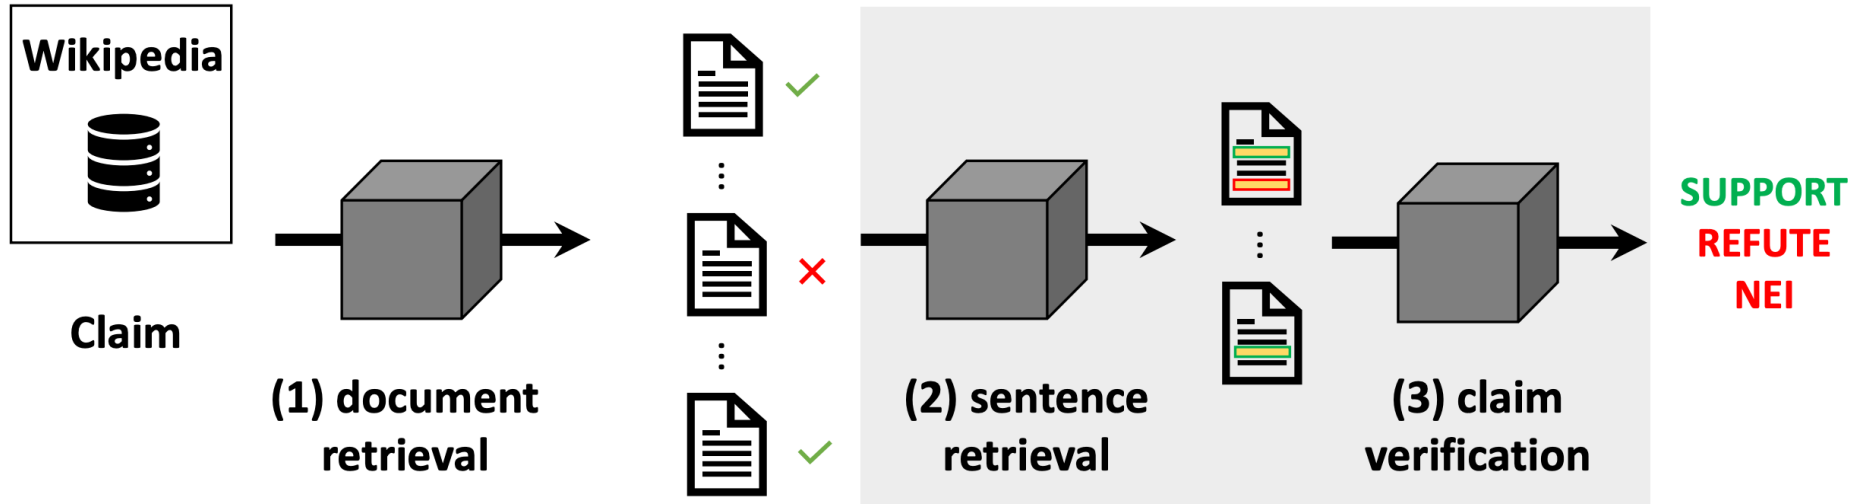 Wikipedia
Claim
(1) document
retrieval
(2) sentence
retrieval
(3) claim
verification
SUPPORT
REFUTE
NEI